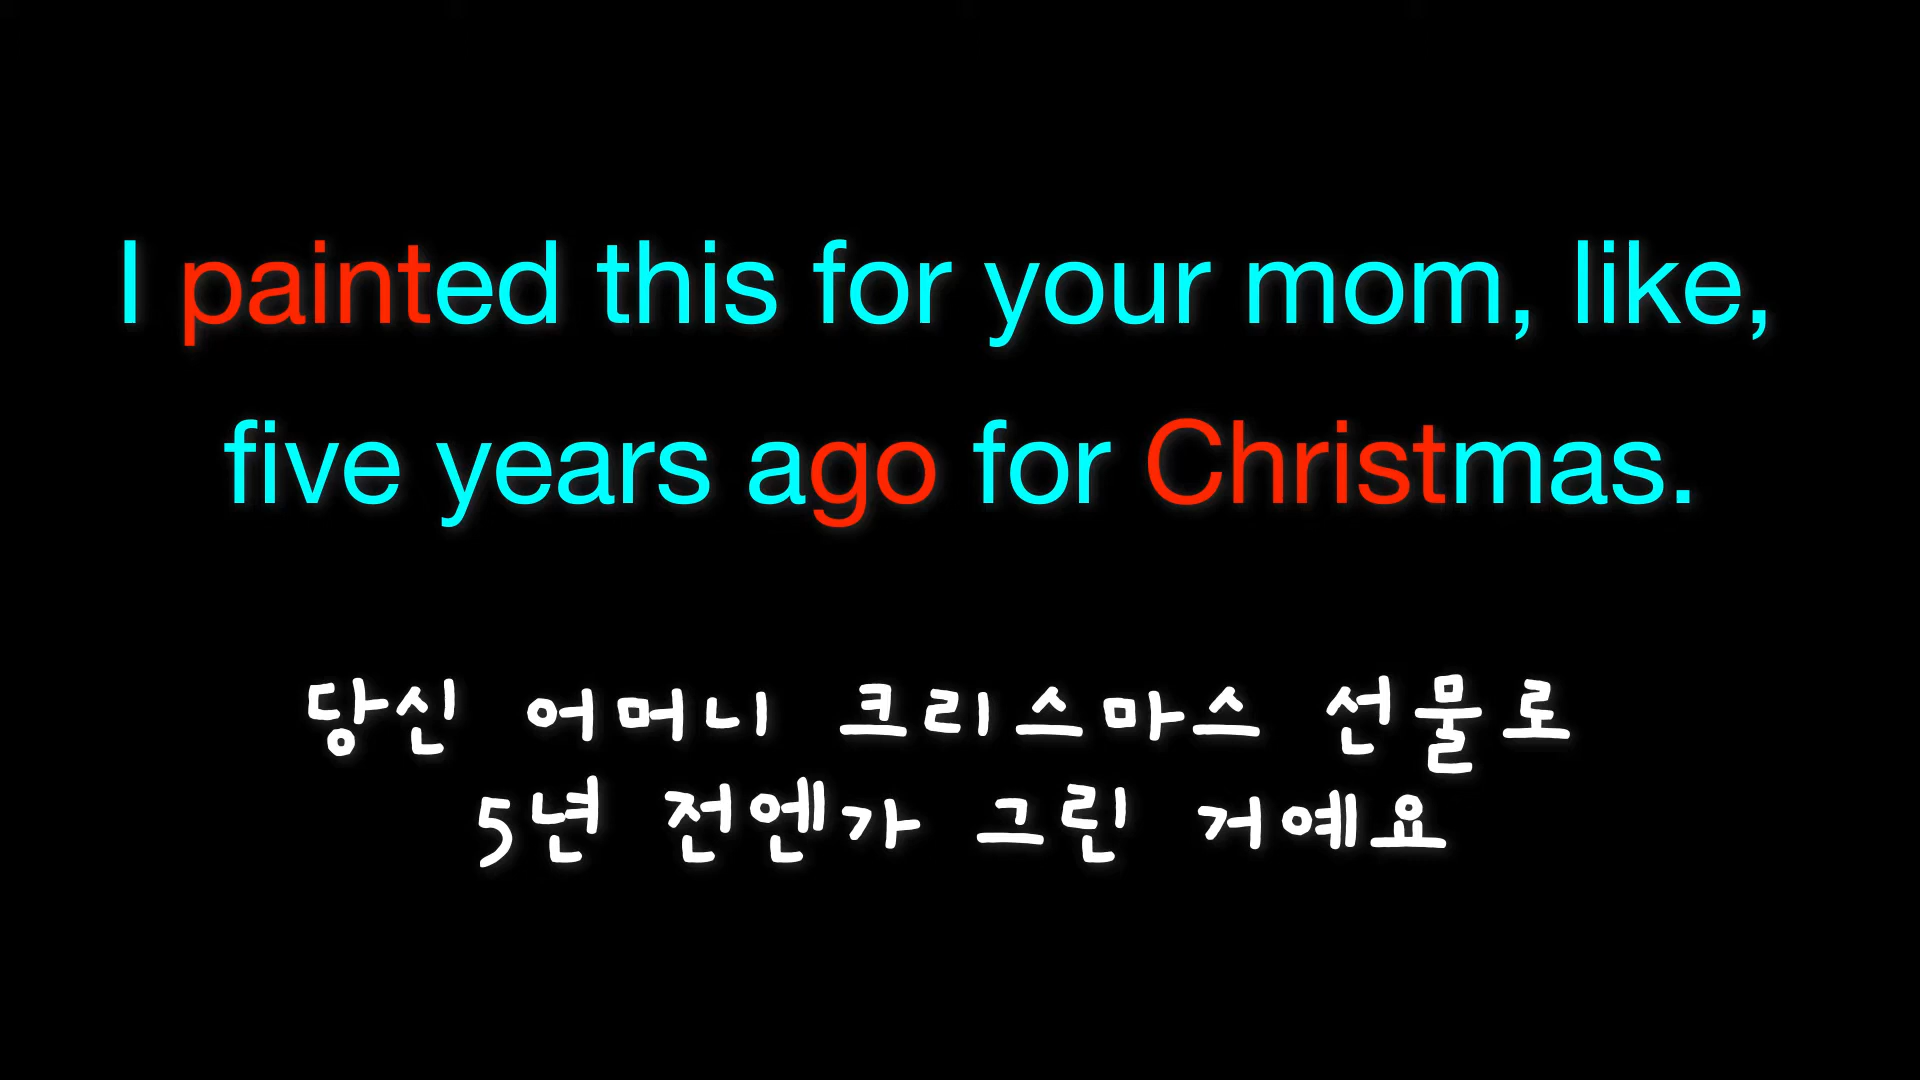 I painted this for your mom, like,
five years ago for Christmas.
당신 어머니 크리스마스 선물로
5년 전엔가 그린 거예요